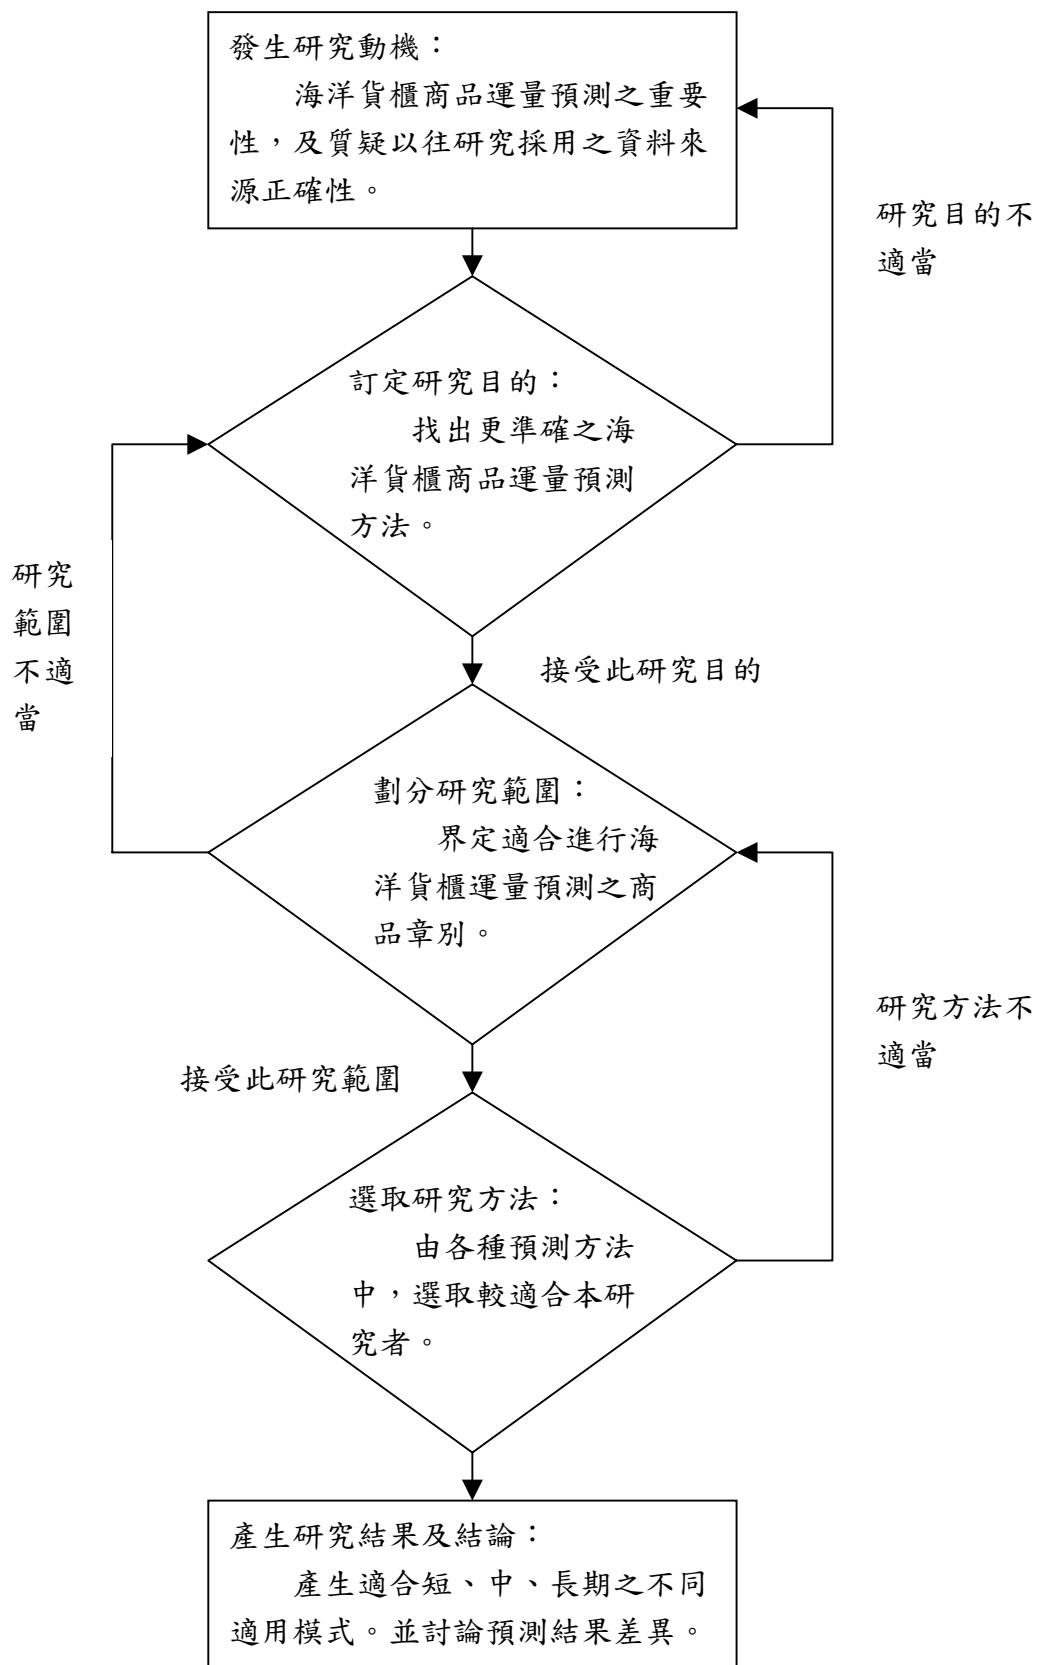 發生研究動機：
海洋貨櫃商品運量預測之重要
性，及質疑以往研究採用之資料來
源正確性。
研究目的不
適當
訂定研究目的：
找出更準確之海
洋貨櫃商品運量預測
方法。
研究
範圍
不適
當
接受此研究目的
劃分研究範圍：
界定適合進行海
洋貨櫃運量預測之商
品章別。
研究方法不
適當
接受此研究範圍
選取研究方法：
由各種預測方法
中，選取較適合本研
究者。
產生研究結果及結論：
產生適合短、中、長期之不同
適用模式。並討論預測結果差異。